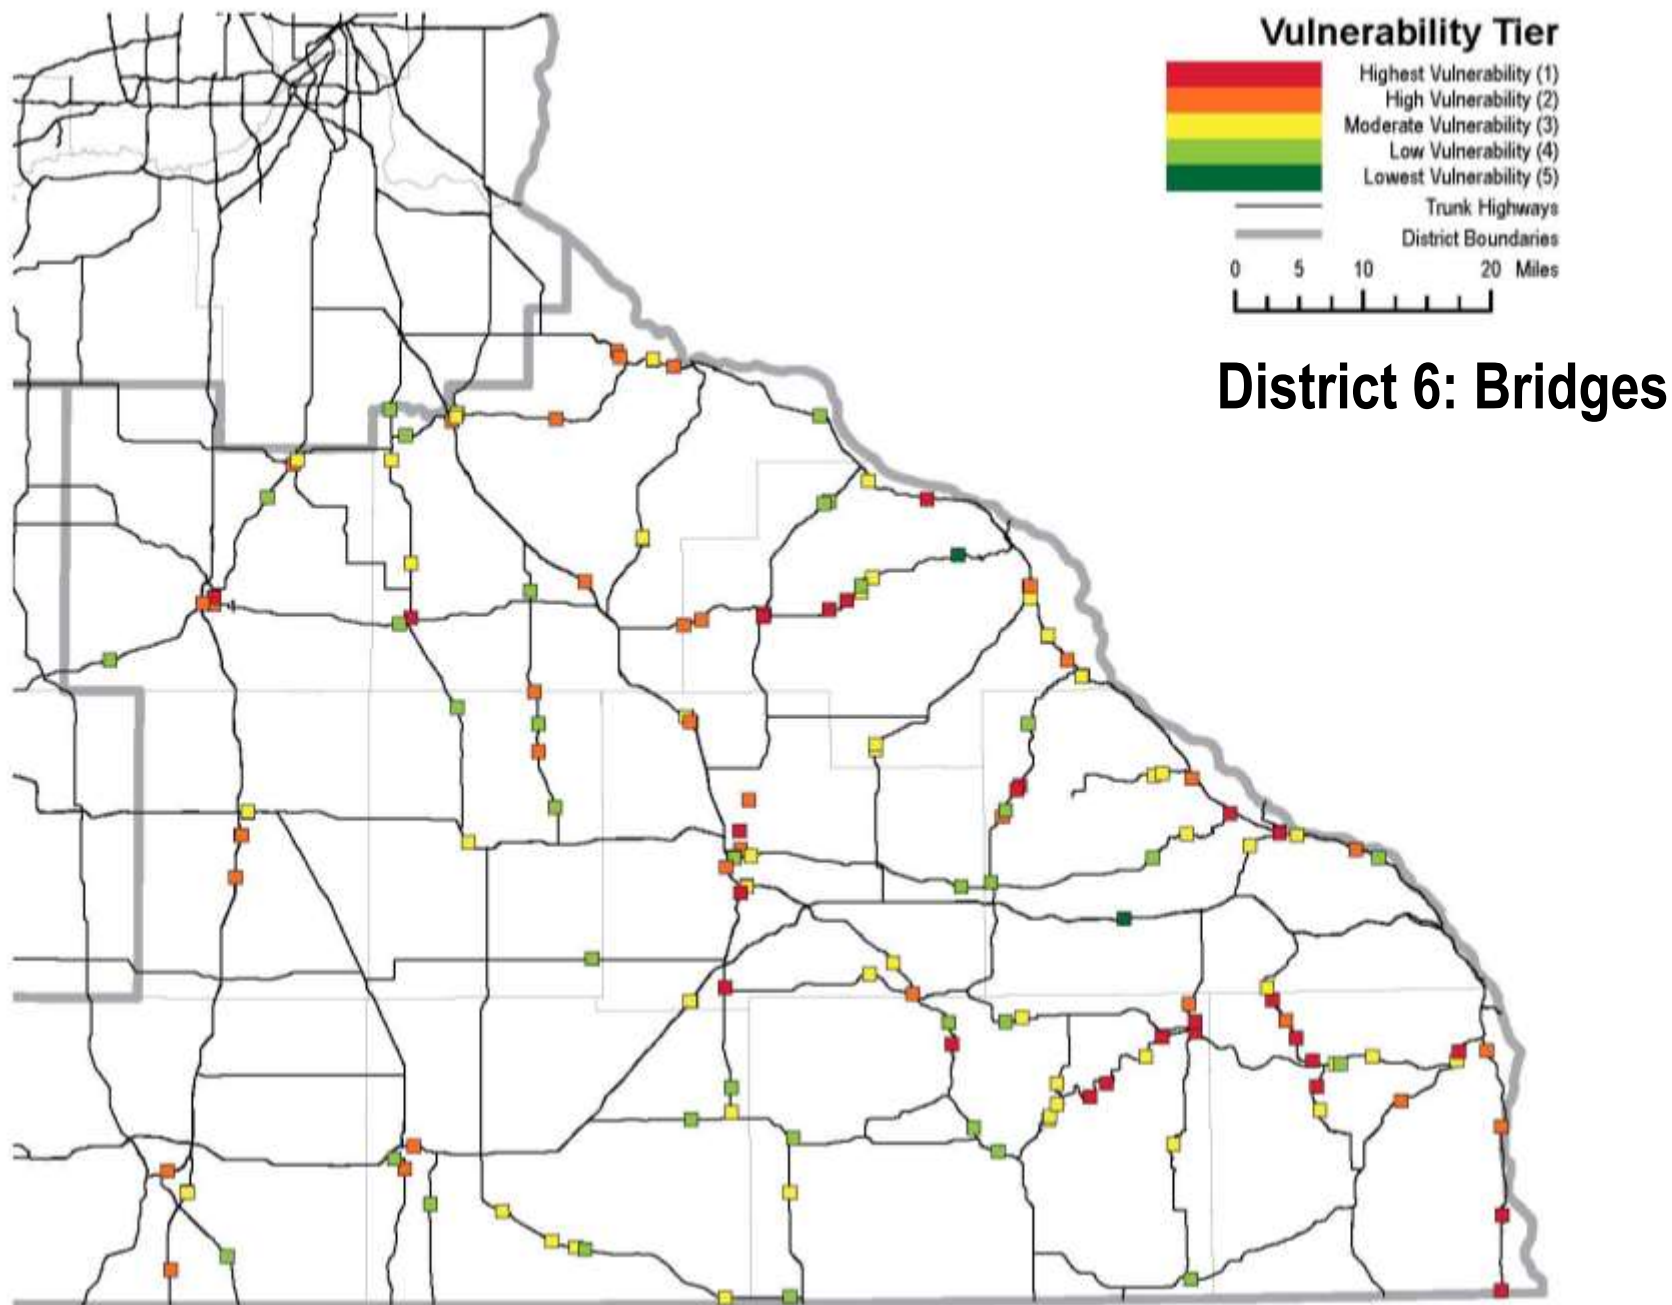 Vulnerability Tier
Highest Vulnerability (1)
High Vulnerability (2)
Moderate Vulnerability (3)
Low Vulnerability (4)
Lowest Vulnerability (5)
Trunk Highways
District Boundaries
0 5 10 20 Miles
District 6: Bridges